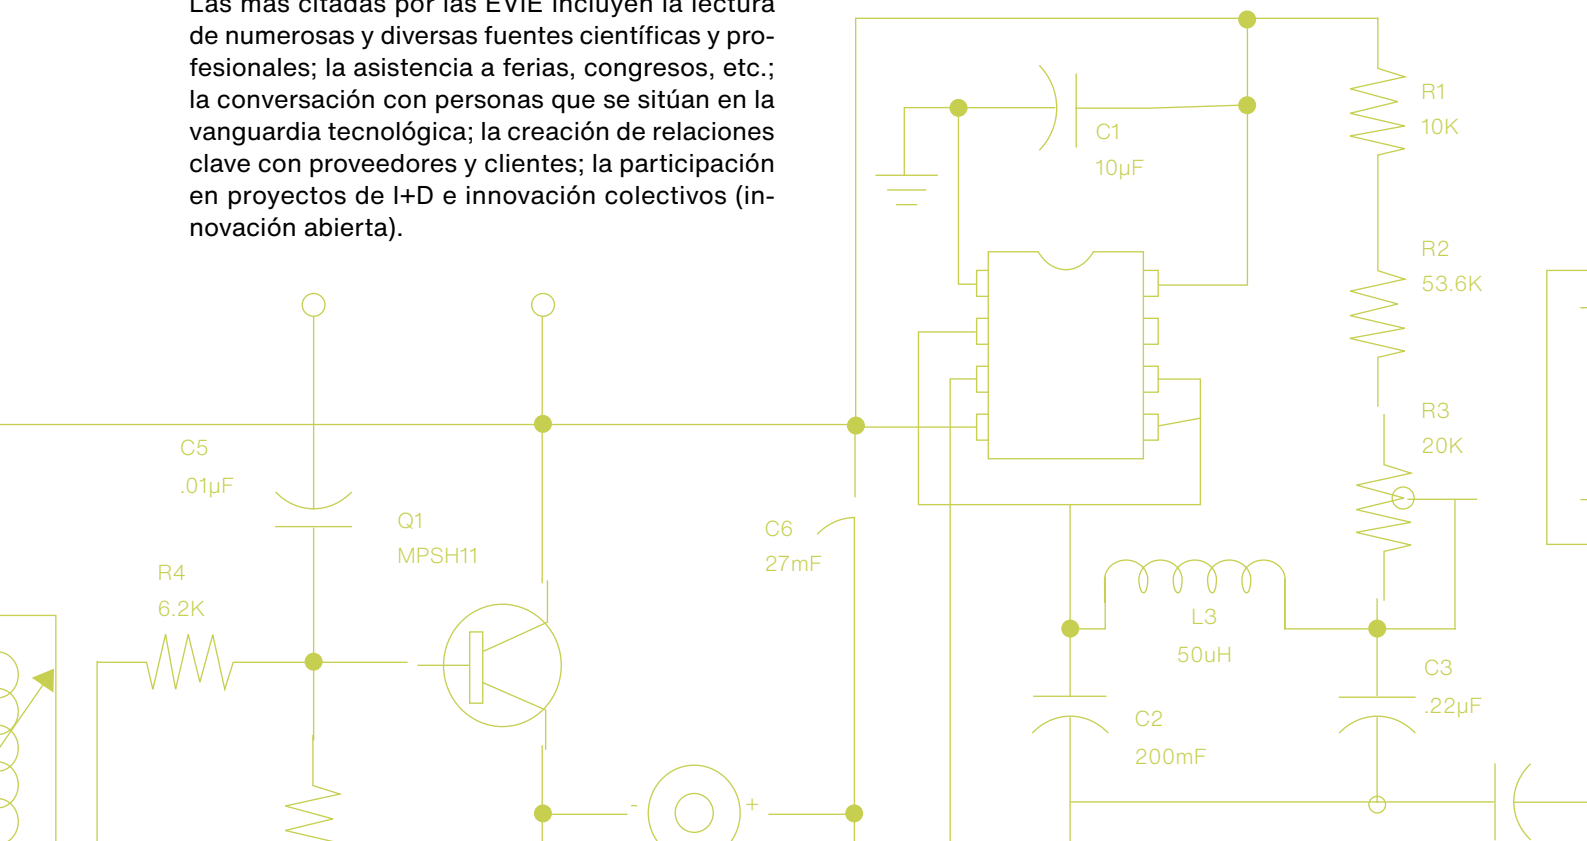 Las más citadas por las EVIE incluyen la lectura
de numerosas y diversas fuentes científicas y pro-
fesionales; la asistencia a ferias, congresos, etc.;
la conversación con personas que se sitúan en la
vanguardia tecnológica; la creación de relaciones
clave con proveedores y clientes; la participación
en proyectos de I+D e innovación colectivos (in-
novación abierta).
C1
10µF
R1
10K
R2
53.6K
R3
20K
C5
.01µF
Q1
MPSH11
C6
27mF
R4
6.2K
L3
50uH
C3
.22µF
C2
200mF
- +